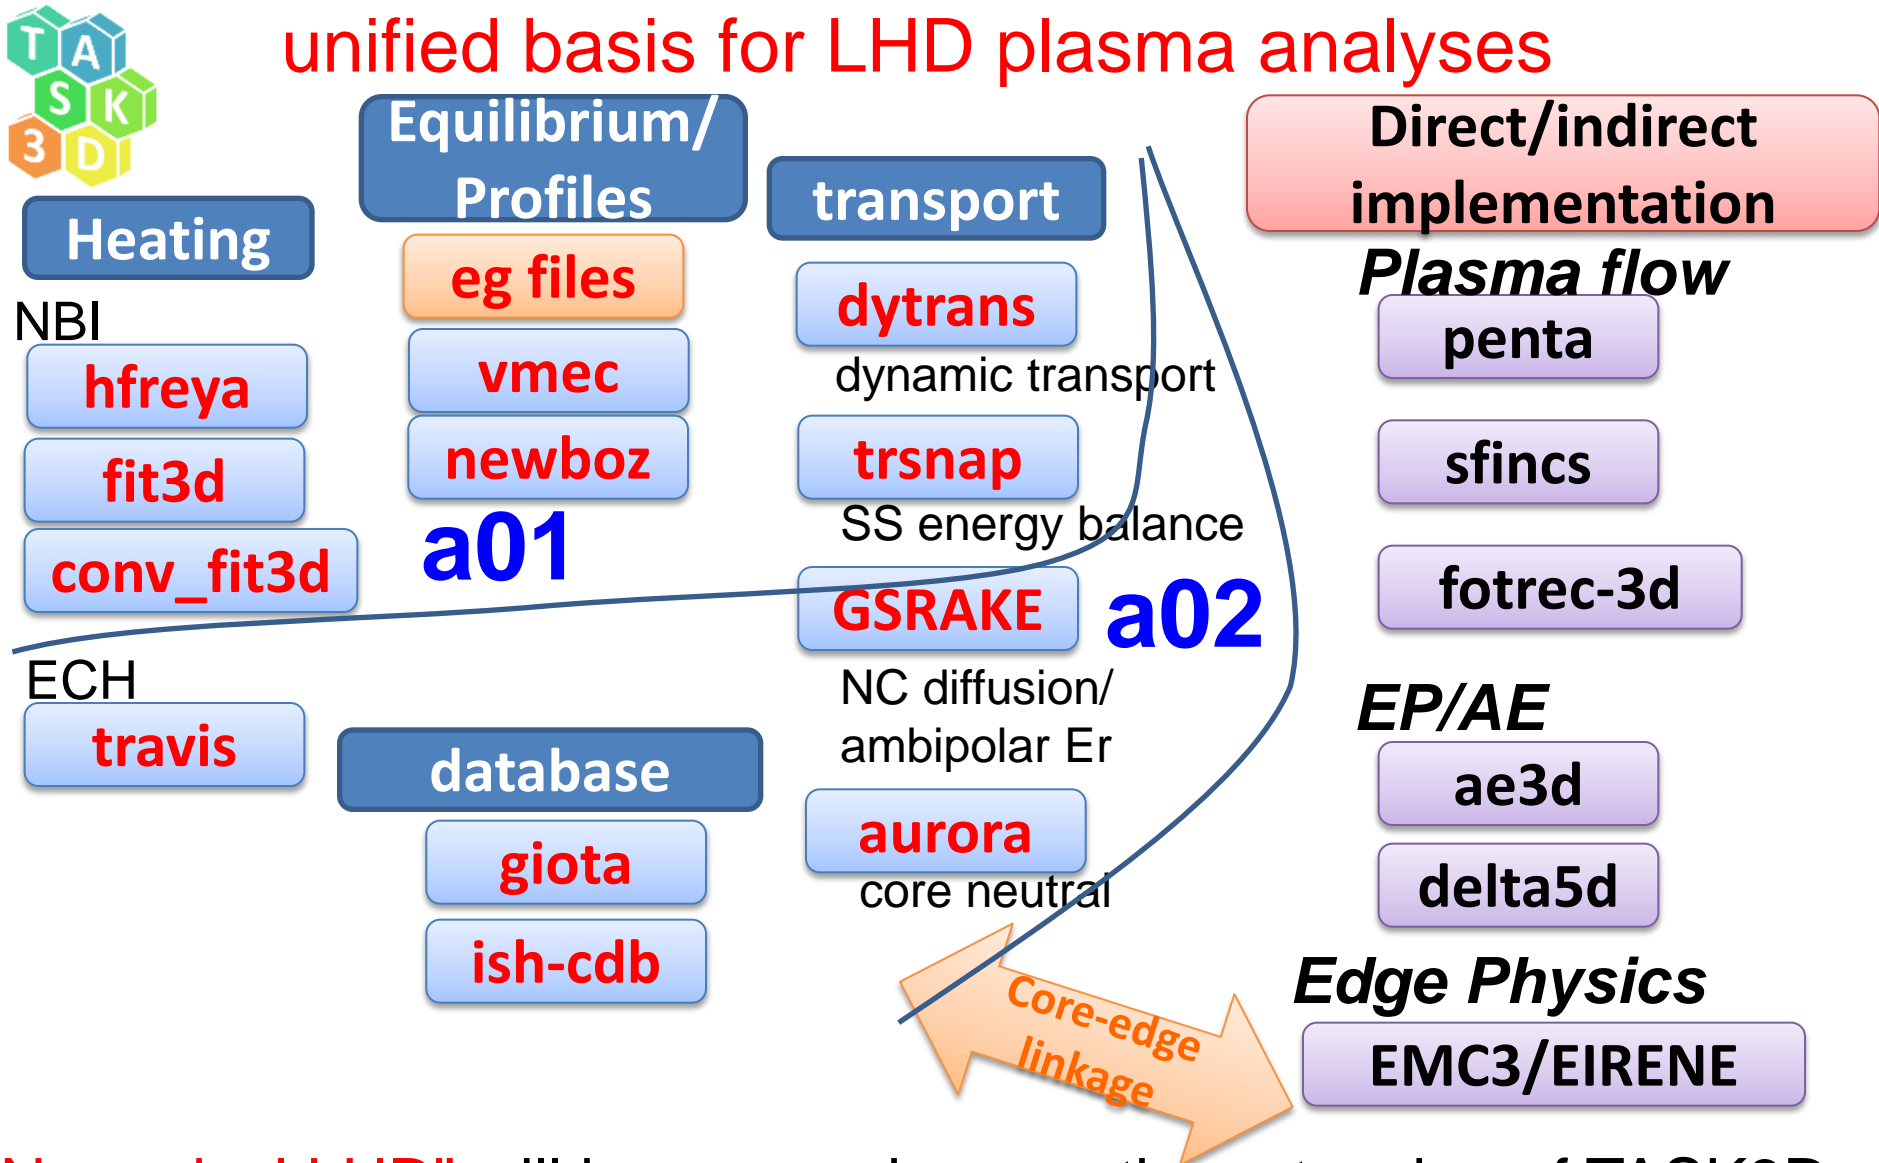 T A
S K
3 D
unified basis for LHD plasma analyses
Heating
NBI
hfreya
fit3d
conv_fit3d
ECH
travis
Equilibrium/
Profiles
eg files
vmec
newboz
a01
database
giota
ish-cdb
transport
dytrans
dynamic transport
trsnap
SS energy balance
GSRAKE
a02
NC diffusion/
ambipolar Er
aurora
core neutral
Core-edge
linkage
Direct/indirect
implementation
Plasma flow
penta
sfincs
fotrec-3d
EP/AE
ae3d
delta5d
Edge Physics
EMC3/EIRENE